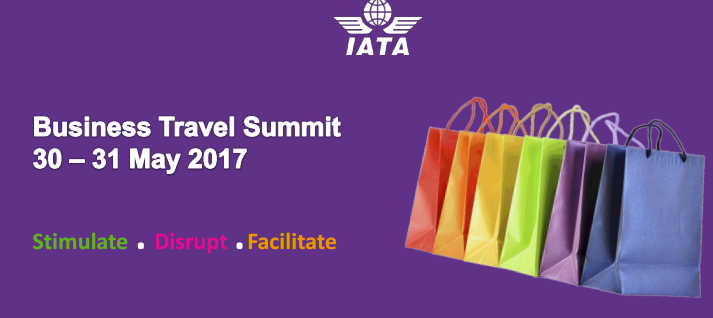 IATA
Business Travel Summit
30 – 31 May 2017
Stimulate . Disrupt . Facilitate